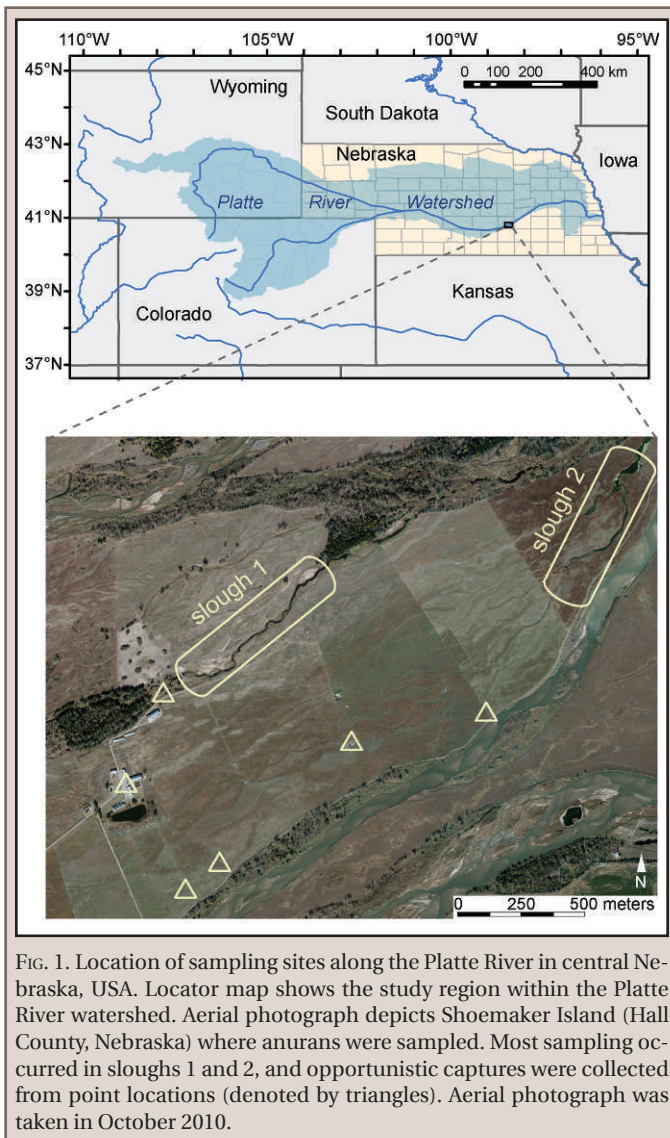 110°W 105°W 100°W 95°W
45°N
0 100 200 400 km
Wyoming
South Dakota
43°N
Nebraska
Iowa
Platte River Watershed
41°N
39°N
Colorado
Kansas
37°N
slough 1
slough 2
N
0 250 500 meters
FIG. 1. Location of sampling sites along the Platte River in central Ne-
braska, USA. Locator map shows the study region within the Platte
River watershed. Aerial photograph depicts Shoemaker Island (Hall
County, Nebraska) where anurans were sampled. Most sampling oc-
curred in sloughs 1 and 2, and opportunistic captures were collected
from point locations (denoted by triangles). Aerial photograph was
taken in October 2010.